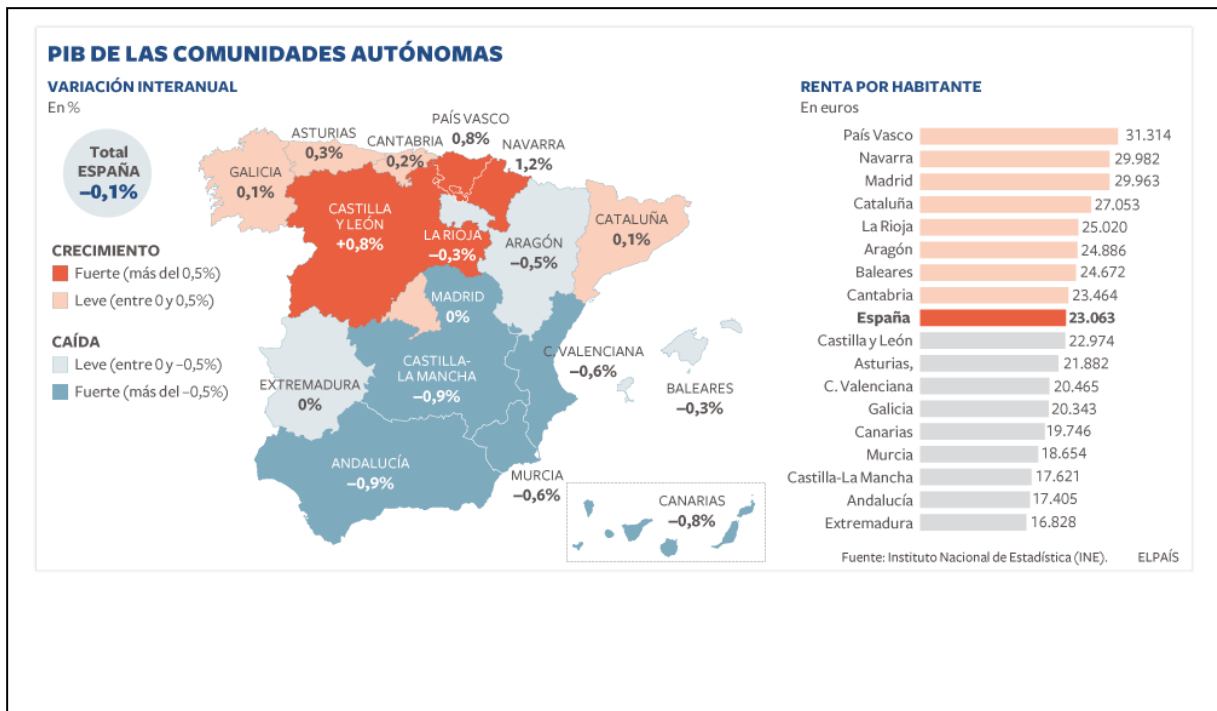 PIB DE LAS COMUNIDADES AUTÓNOMAS
VARIACIÓN INTERANUAL
En %
Total
ESPAÑA
–0,1%
CRECIMIENTO
Fuerte (más del 0,5%)
Leve (entre 0 y 0,5%)
CAÍDA
Leve (entre 0 y –0,5%)
Fuerte (más del –0,5%)
GALICIA
0,1%
ASTURIAS
0,3%
CANTABRIA
0,2%
PAÍS VASCO
0,8%
NAVARRA
1,2%
CASTILLA
Y LEÓN
+0,8%
LA RIOJA
–0,3%
ARAGÓN
–0,5%
CATALUÑA
0,1%
MADRID
0%
EXTREMADURA
0%
CASTILLA-
LA MANCHA
–0,9%
C. VALENCIANA
–0,6%
BALEARES
–0,3%
ANDALUCÍA
–0,9%
MURCIA
–0,6%
CANARIAS
–0,8%
RENTA POR HABITANTE
En euros
País Vasco 31.314
Navarra 29.982
Madrid 29.963
Cataluña 27.053
La Rioja 25.020
Aragón 24.886
Baleares 24.672
Cantabria 23.464
España 23.063
Castilla y León 22.974
Asturias, 21.882
C. Valenciana 20.465
Galicia 20.343
Canarias 19.746
Murcia 18.654
Castilla-La Mancha 17.621
Andalucía 17.405
Extremadura 16.828
Fuente: Instituto Nacional de Estadística (INE). ELPAÍS